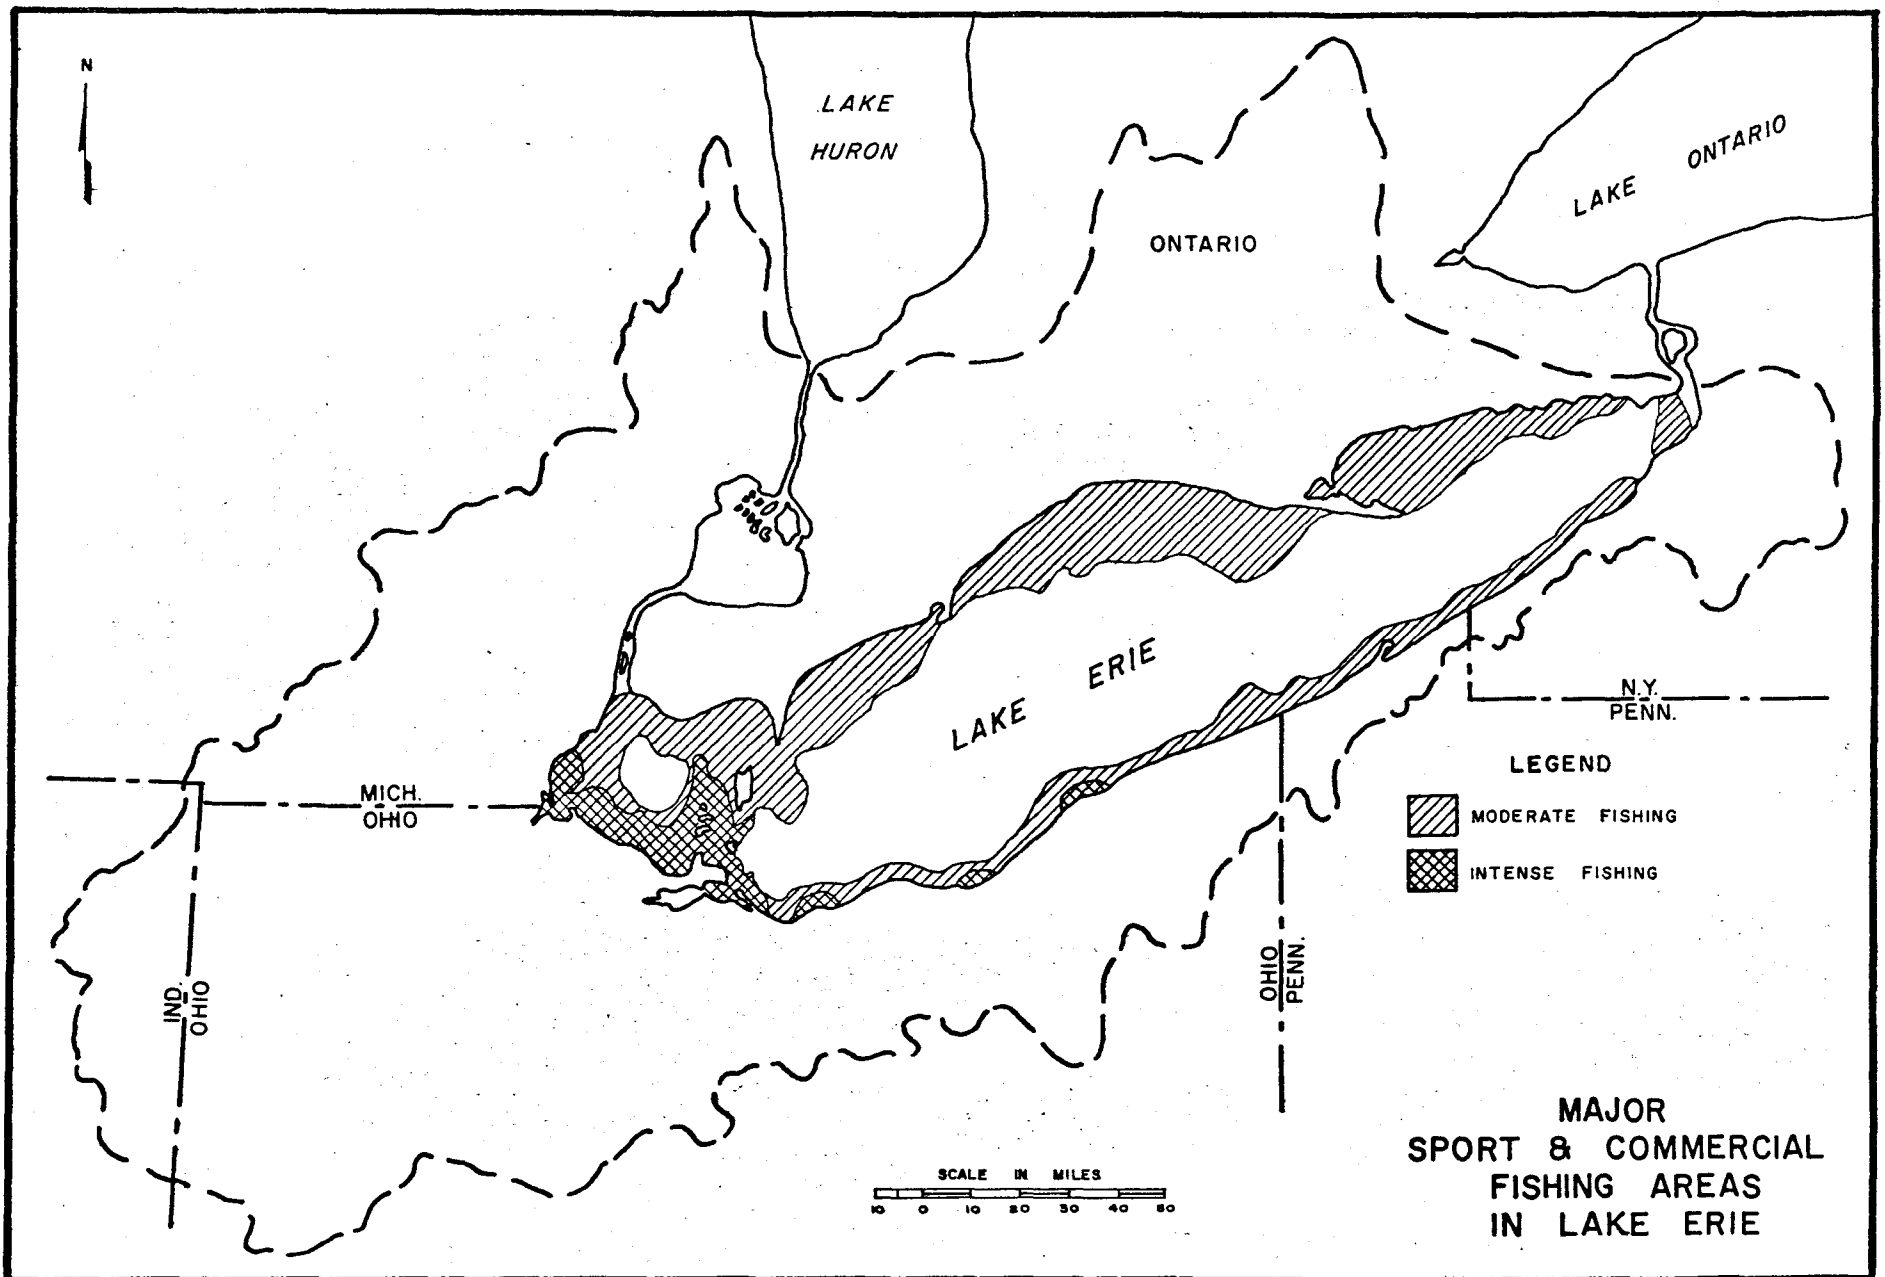 N
LAKE
HURON
LAKE ONTARIO
ONTARIO
LAKE ERIE
N.Y.
PENN.
MICH.
OHIO
LEGEND
MODERATE FISHING
INTENSE FISHING
IND.
OHIO
OHIO
PENN.
MAJOR
SPORT & COMMERCIAL
FISHING AREAS
IN LAKE ERIE
SCALE IN MILES
10 0 10 20 30 40 50